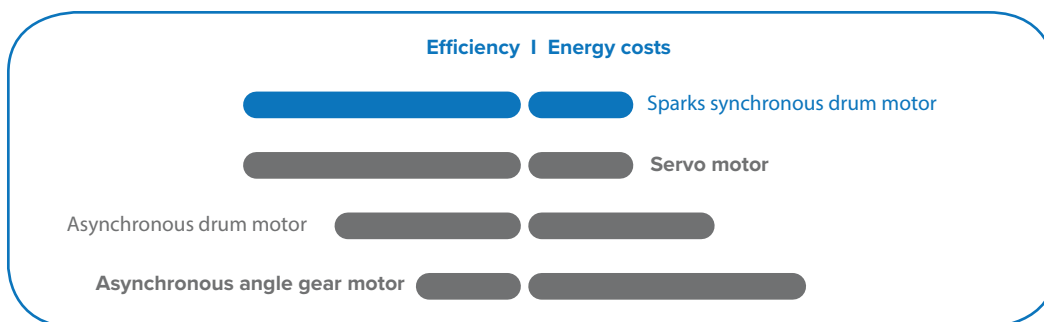 Efficiency I Energy costs
Sparks synchronous drum motor
Servo motor
Asynchronous drum motor
Asynchronous angle gear motor